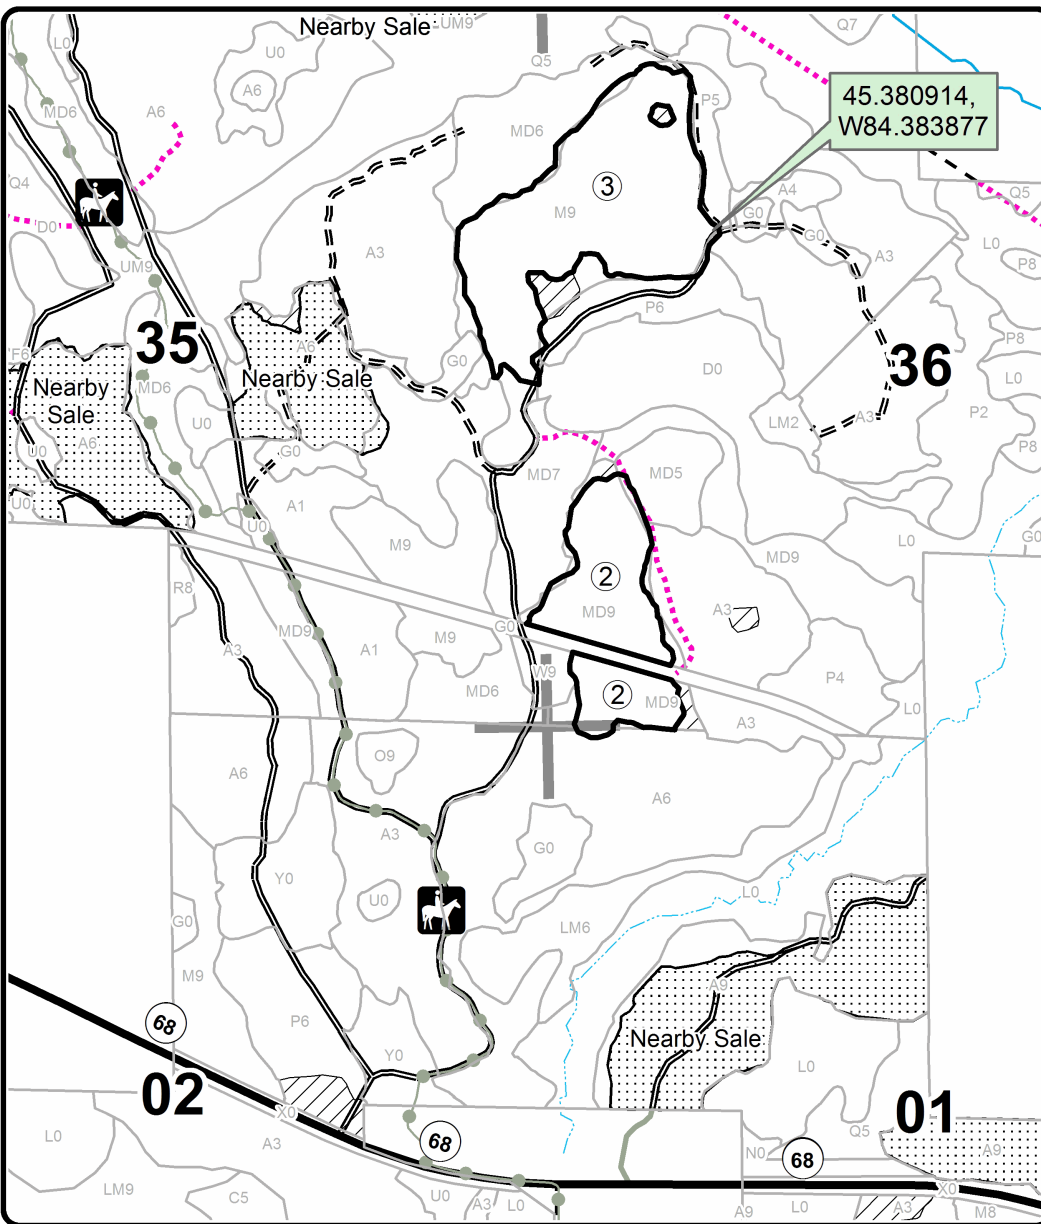 Nearby Sale
UM9
Q7
L0
U0
Q5
A6
45.380914,
W84.383877
P5
MD6
A6
MD6
3
Q4
A4
Q5
M9
G0
D0
G0
L0
A3
A3
UM9
P8
P6
35
A6
P8
F6
G0
36
Nearby Sale
D0
L0
Nearby
Sale
MD6
P2
U0
LM2
A3
A6
P8
U0
G0
MD7
MD5
U0
A1
U0
G0
L0
M9
MD9
2
R8
MD9
A3
G0
MD9
M9
A3
A1
W9
P4
MD6
2
MD9
L0
A3
O9
A6
A6
A3
G0
Y0
L0
U0
G0
LM6
M9
A9
P6
68
Nearby Sale
Y0
L0
02
01
X0
Q5
L0
A3
68
A9
N0
68
LM9
X0
C5
U0
A3
L0
A9
L0
A3
M8